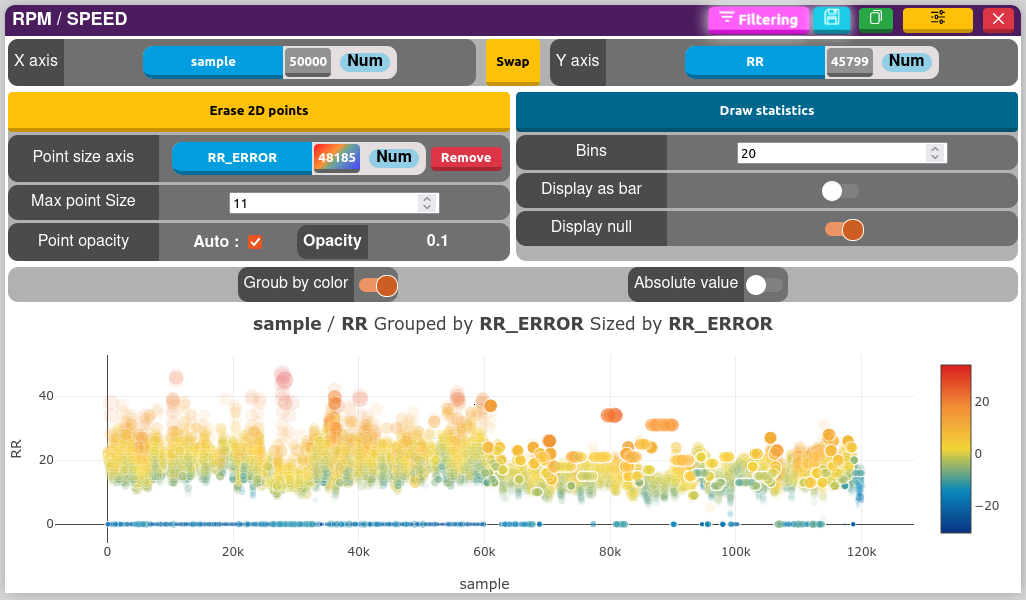 RPM / SPEED
Filtering
X axis
sample
50000
Num
Swap
Y axis
RR
45799
Num
Erase 2D points
Draw statistics
Point size axis
RR_ERROR
48185
Num
Remove
Max point Size
11
Point opacity
Auto :
Opacity
0.1
Bins
20
Display as bar
Display null
Groub by color
Absolute value
sample / RR Grouped by RR_ERROR Sized by RR_ERROR
RR
40
20
0
0
20k
40k
60k
80k
100k
120k
sample
20
0
−20